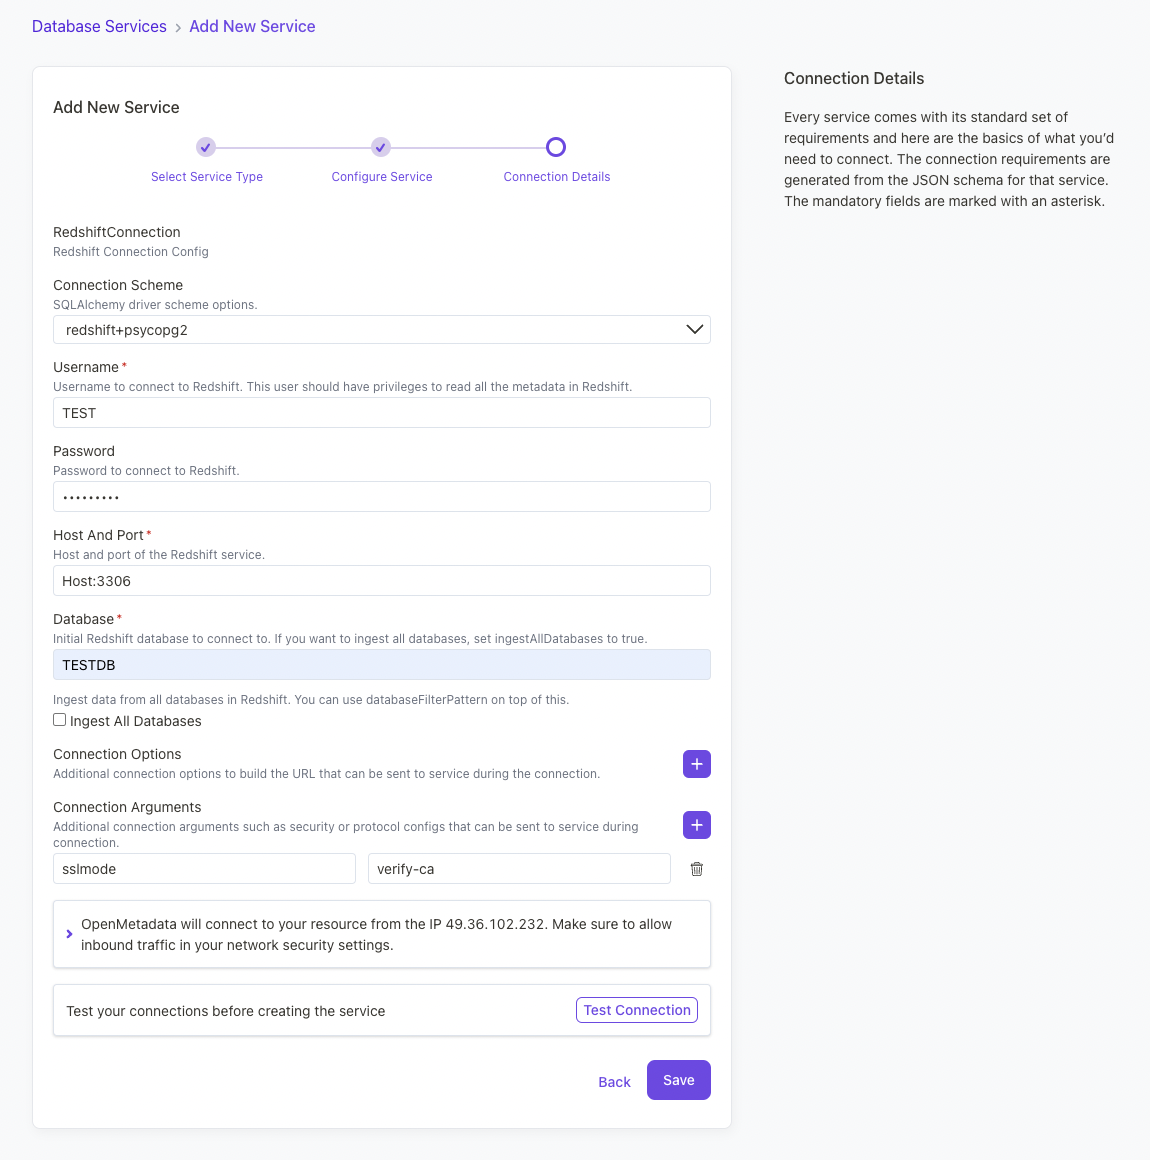 Database Services > Add New Service
Add New Service
Select Service Type
Configure Service
Connection Details
RedshiftConnection
Redshift Connection Config
Connection Scheme
SQLAlchemy driver scheme options.
redshift+psycopg2
Username*
Username to connect to Redshift. This user should have privileges to read all the metadata in Redshift.
TEST
Password
Password to connect to Redshift.
•••••••••
Host And Port*
Host and port of the Redshift service.
Host:3306
Database*
Initial Redshift database to connect to. If you want to ingest all databases, set ingestAllDatabases to true.
TESTDB
Ingest data from all databases in Redshift. You can use databaseFilterPattern on top of this.
Ingest All Databases
Connection Options
Additional connection options to build the URL that can be sent to service during the connection.
Connection Arguments
Additional connection arguments such as security or protocol configs that can be sent to service during
connection.
sslmode
verify-ca
OpenMetadata will connect to your resource from the IP 49.36.102.232. Make sure to allow
inbound traffic in your network security settings.
Test your connections before creating the service
Test Connection
Back
Save
Connection Details
Every service comes with its standard set of
requirements and here are the basics of what you'd
need to connect. The connection requirements are
generated from the JSON schema for that service.
The mandatory fields are marked with an asterisk.